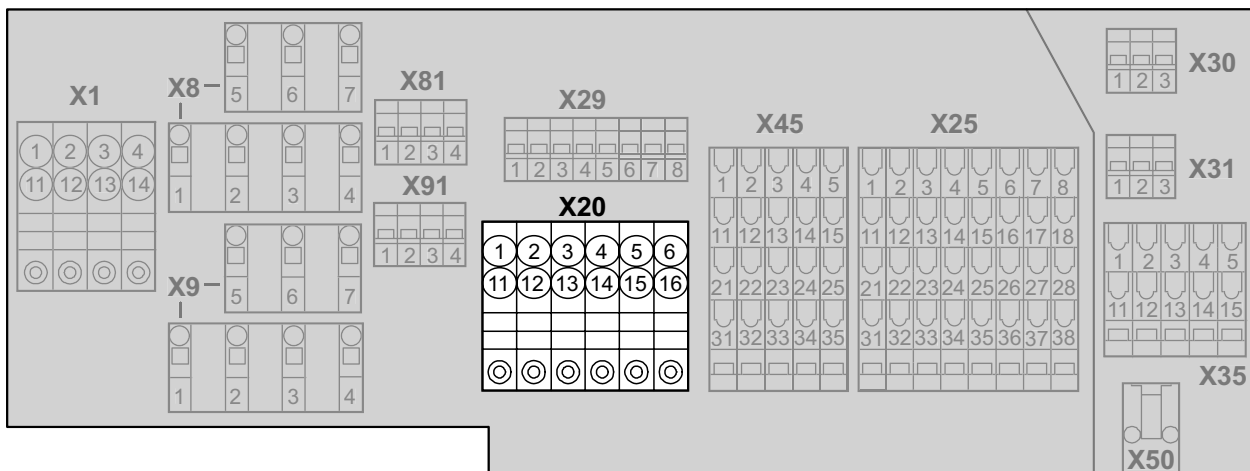 X1
1 2 3 4
11 12 13 14
X8
5 6 7
1 2 3 4
X9
5 6 7
1 2 3 4
X81
1 2 3 4
X91
1 2 3 4
X29
1 2 3 4 5 6 7 8
X20
1 2 3 4 5 6
11 12 13 14 15 16
X45
1 2 3 4 5
11 12 13 14 15
21 22 23 24 25
31 32 33 34 35
X25
1 2 3 4 5 6 7 8
11 12 13 14 15 16 17 18
21 22 23 24 25 26 27 28
31 32 33 34 35 36 37 38
X30
1 2 3
X31
1 2 3
1 2 3 4 5
11 12 13 14 15
X35
X50